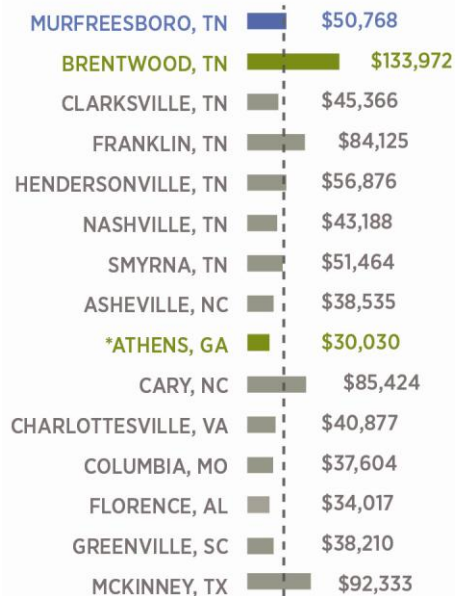 MURFREESBORO, TN $50,768
BRENTWOOD, TN $133,972
CLARKSVILLE, TN $45,366
FRANKLIN, TN $84,125
HENDERSONVILLE, TN $56,876
NASHVILLE, TN $43,188
SMYRNA, TN $51,464
ASHEVILLE, NC $38,535
*ATHENS, GA $30,030
CARY, NC $85,424
CHARLOTTESVILLE, VA $40,877
COLUMBIA, MO $37,604
FLORENCE, AL $34,017
GREENVILLE, SC $38,210
MCKINNEY, TX $92,333